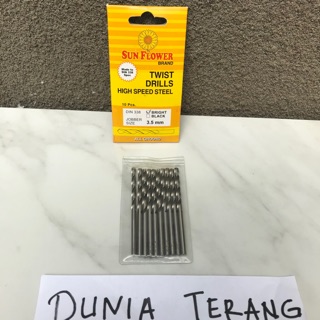 SUN FLOWER
BRAND
TWIST
DRILLS
HIGH SPEED STEEL
10 Pcs.
DIN 338
BRIGHT
BLACK
JOBBER
SIZE
3.5 mm
DUNIA TERANG